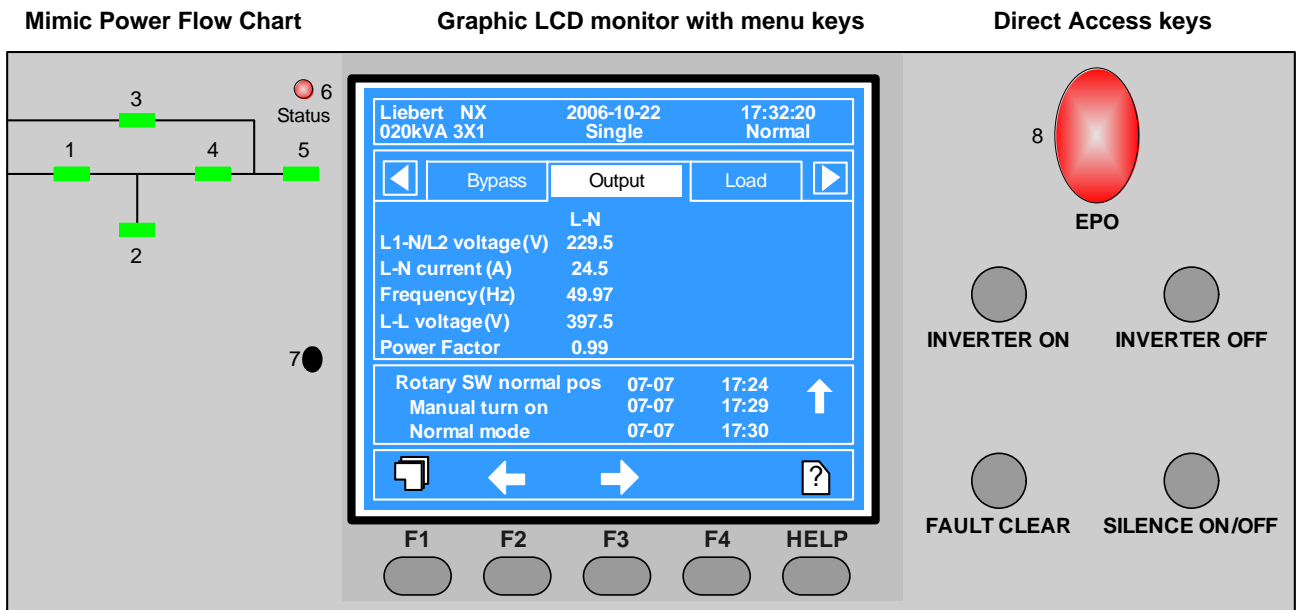 Mimic Power Flow Chart
Graphic LCD monitor with menu keys
Direct Access keys
3
6
Status
1
4
5
2
7
Liebert NX 2006-10-22 17:32:20
020kVA 3X1 Single Normal
Bypass Output Load
L-N
L1-N/L2 voltage(V) 229.5
L-N current (A) 24.5
Frequency(Hz) 49.97
L-L voltage(V) 397.5
Power Factor 0.99
Rotary SW normal pos 07-07 17:24
Manual turn on 07-07 17:29
Normal mode 07-07 17:30
?
F1 F2 F3 F4 HELP
8
EPO
INVERTER ON INVERTER OFF
FAULT CLEAR SILENCE ON/OFF